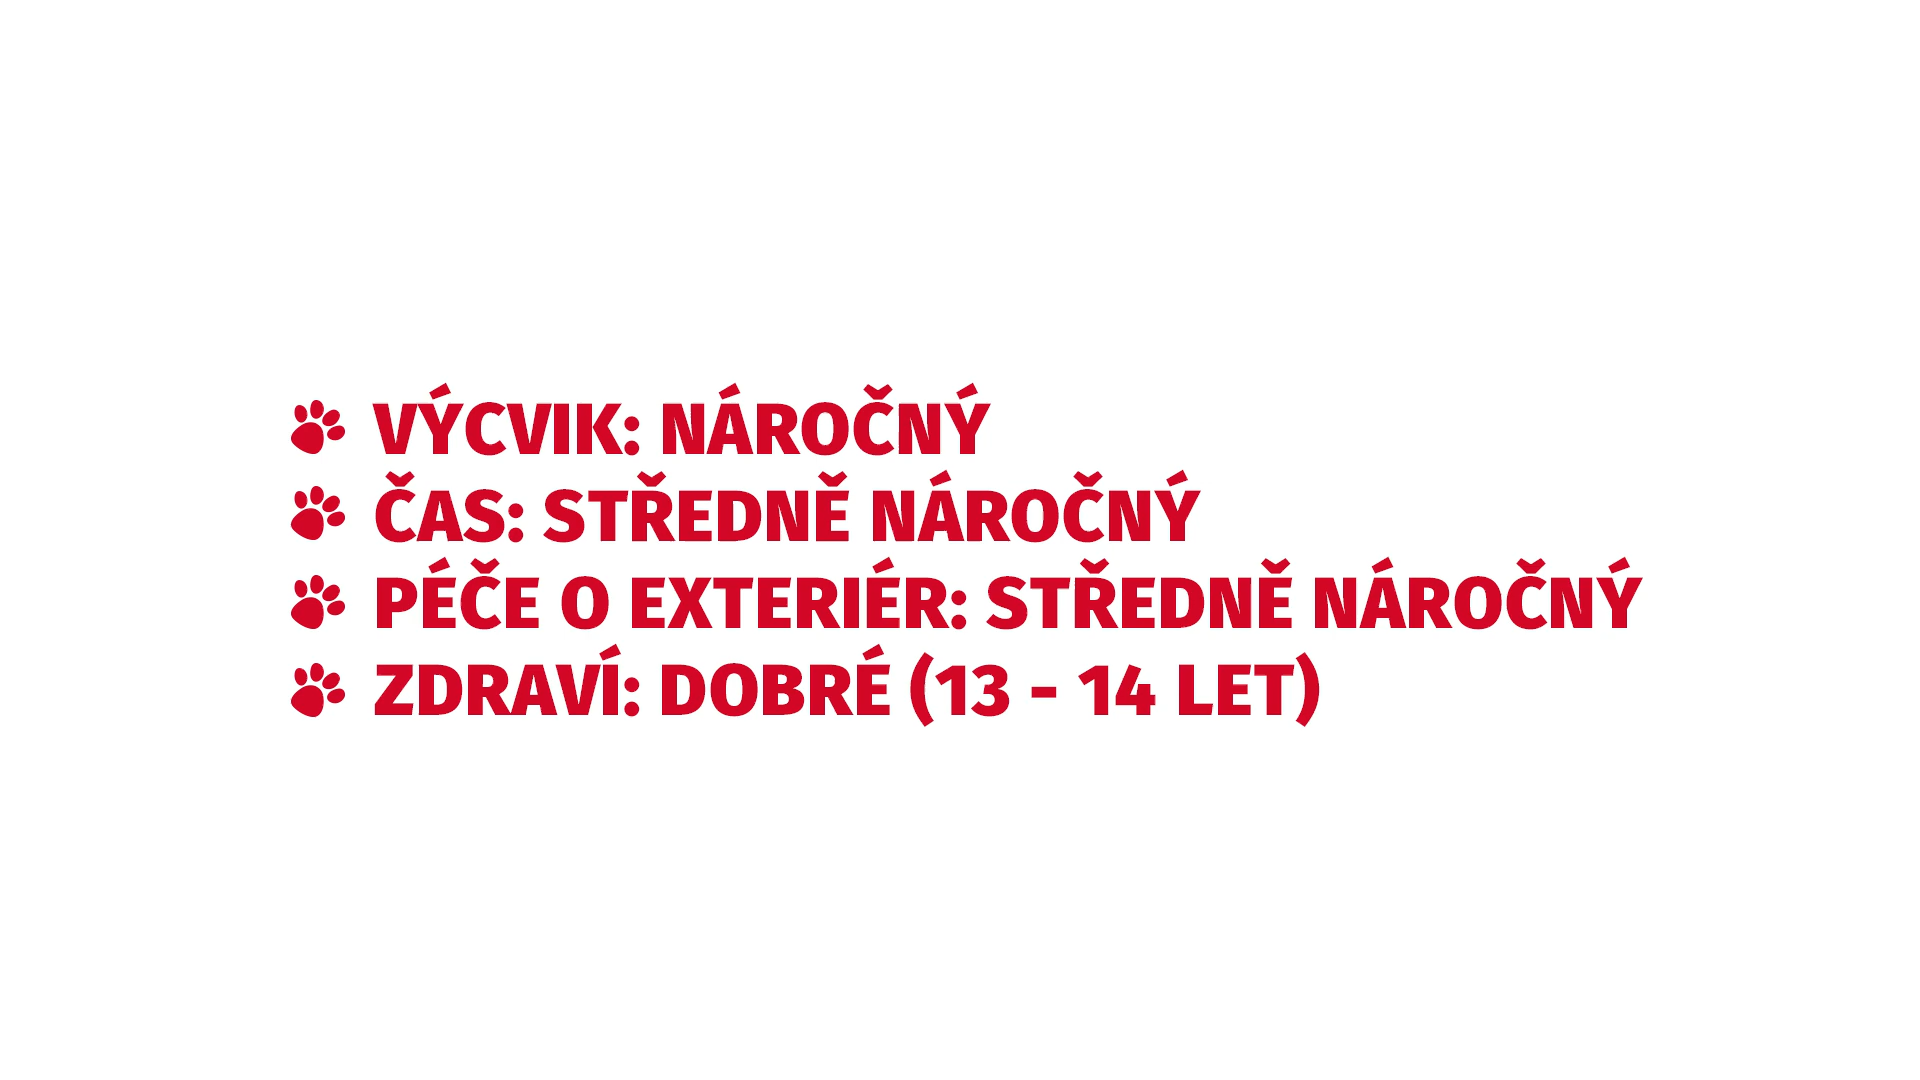 VÝCVIK: NÁROČNÝ
ČAS: STŘEDNĚ NÁROČNÝ
PÉČE O EXTERIÉR: STŘEDNĚ NÁROČNÝ
ZDRAVÍ: DOBRÉ (13 - 14 LET)